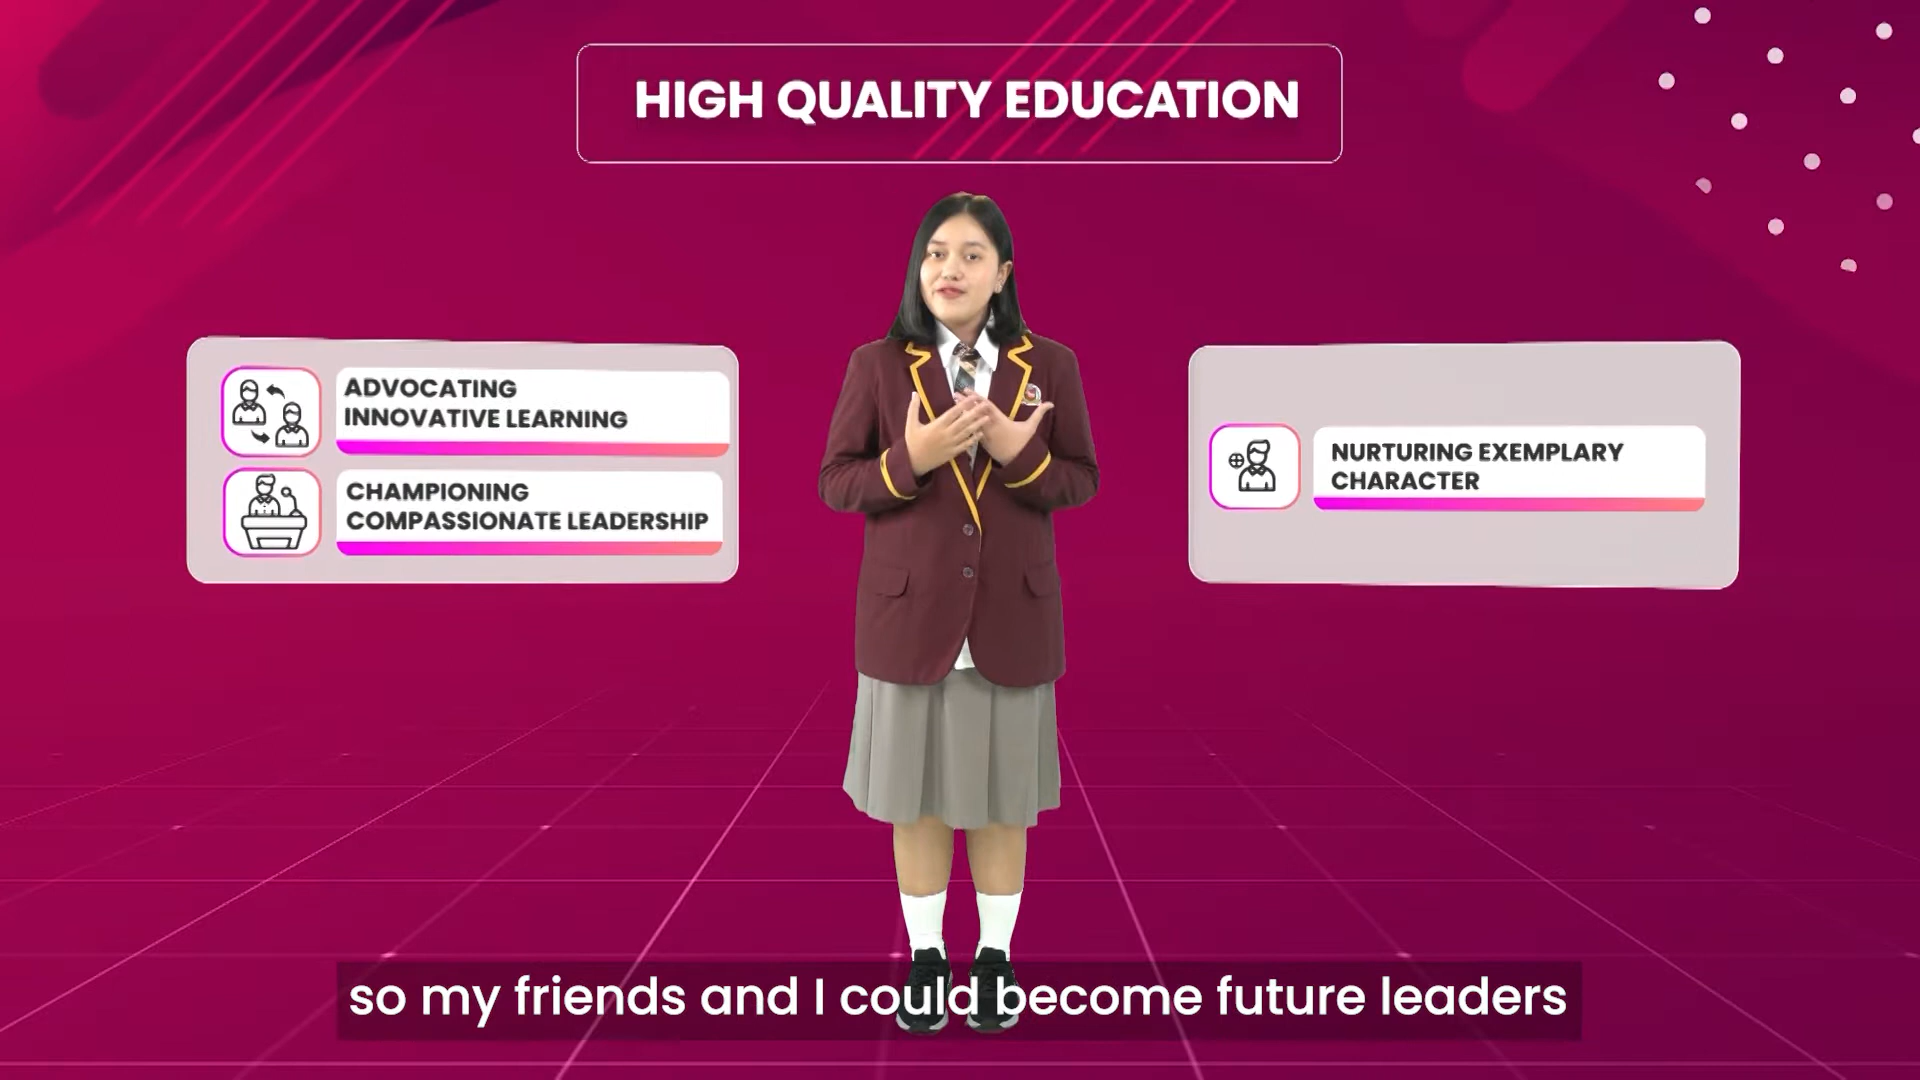 HIGH QUALITY EDUCATION
ADVOCATING
INNOVATIVE LEARNING
CHAMPIONING
COMPASSIONATE LEADERSHIP
NURTURING EXEMPLARY
CHARACTER
so my friends and I could become future leaders